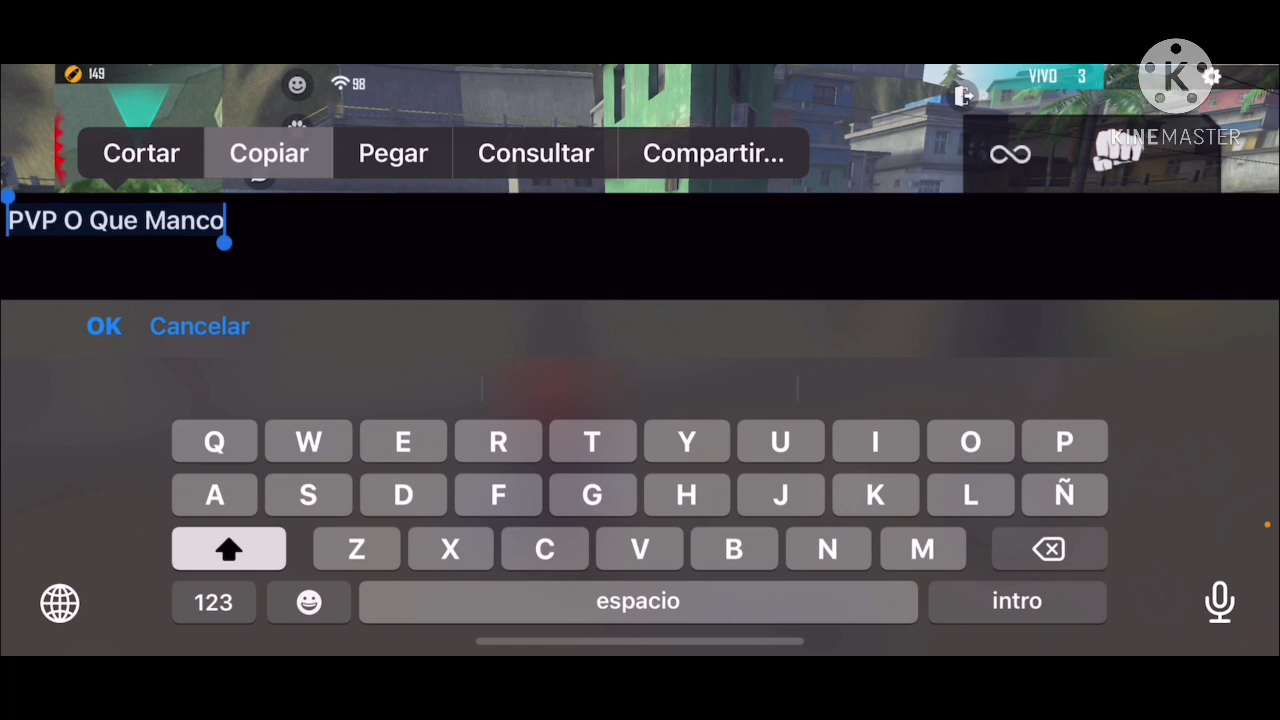 149
98
VIVO 3
KINEMASTER
Cortar Copiar Pegar Consultar Compartir...
PVP O Que Manco
OK Cancelar
Q W E R T Y U I O P
A S D F G H J K L Ñ
Z X C V B N M
123 espacio intro